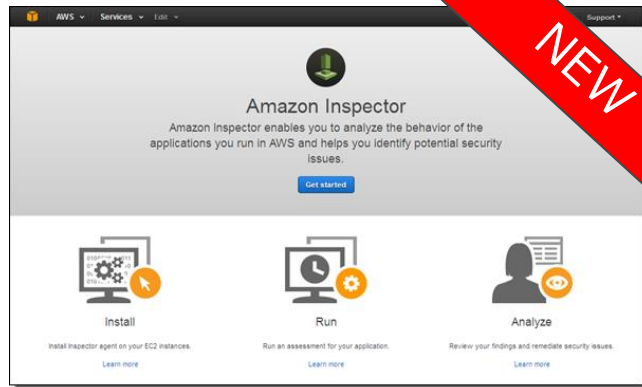 AWS Services Edit Support
NEW
Amazon Inspector
Amazon Inspector enables you to analyze the behavior of the
applications you run in AWS and helps you identify potential security
issues.
Get started
Install
Run
Analyze
Install Inspector agent on your EC2 instances.
Run an assessment for your application.
Review your findings and remediate security issues.
Learn more
Learn more
Learn more